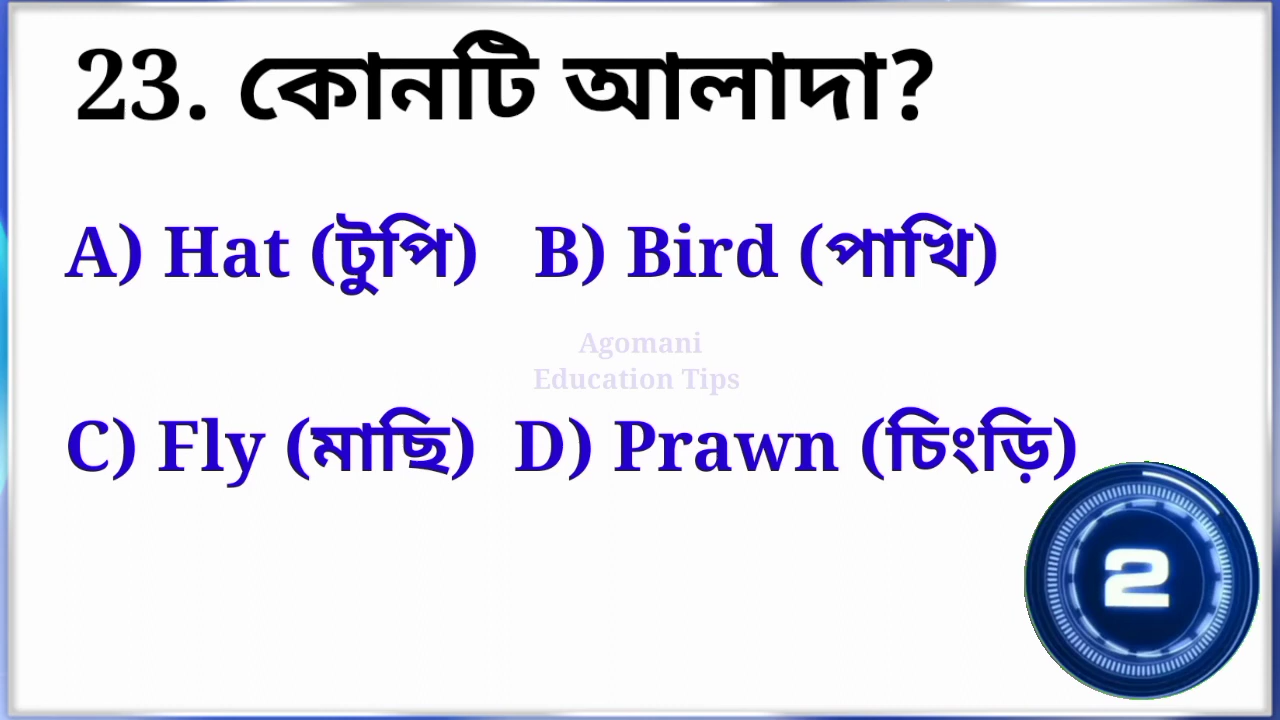 23. কোনটি আলাদা?
A) Hat (টুপি) B) Bird (পাখি)
Agomani
Education Tips
C) Fly (মাছি) D) Prawn (চিংড়ি)
2